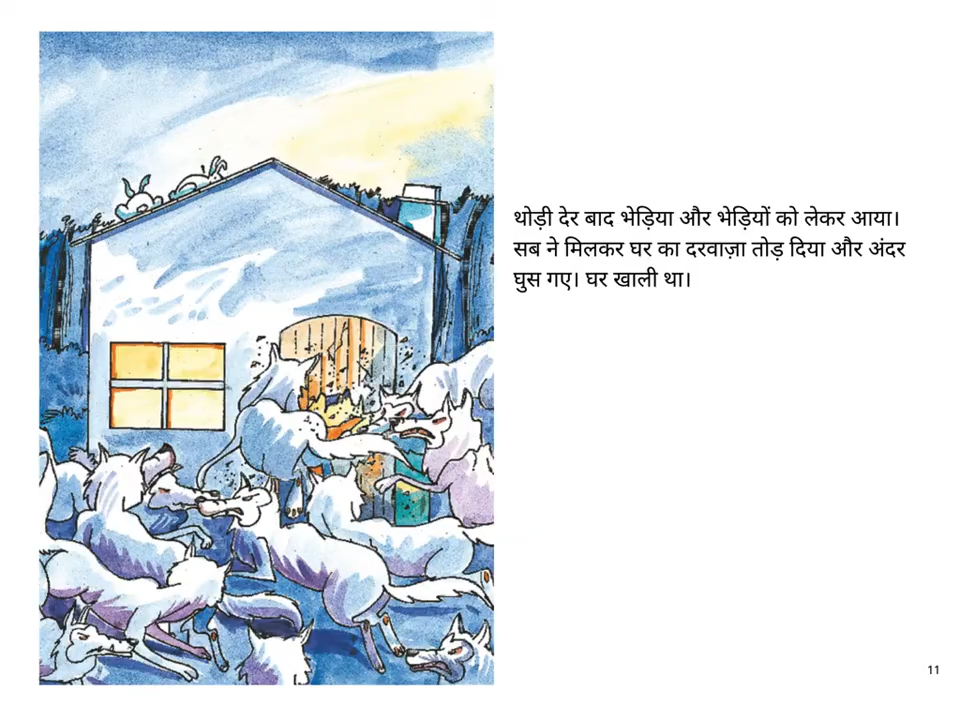 थोड़ी देर बाद भेड़िया और भेड़ियों को लेकर आया।
सब ने मिलकर घर का दरवाज़ा तोड़ दिया और अंदर
घुस गए। घर खाली था।
11